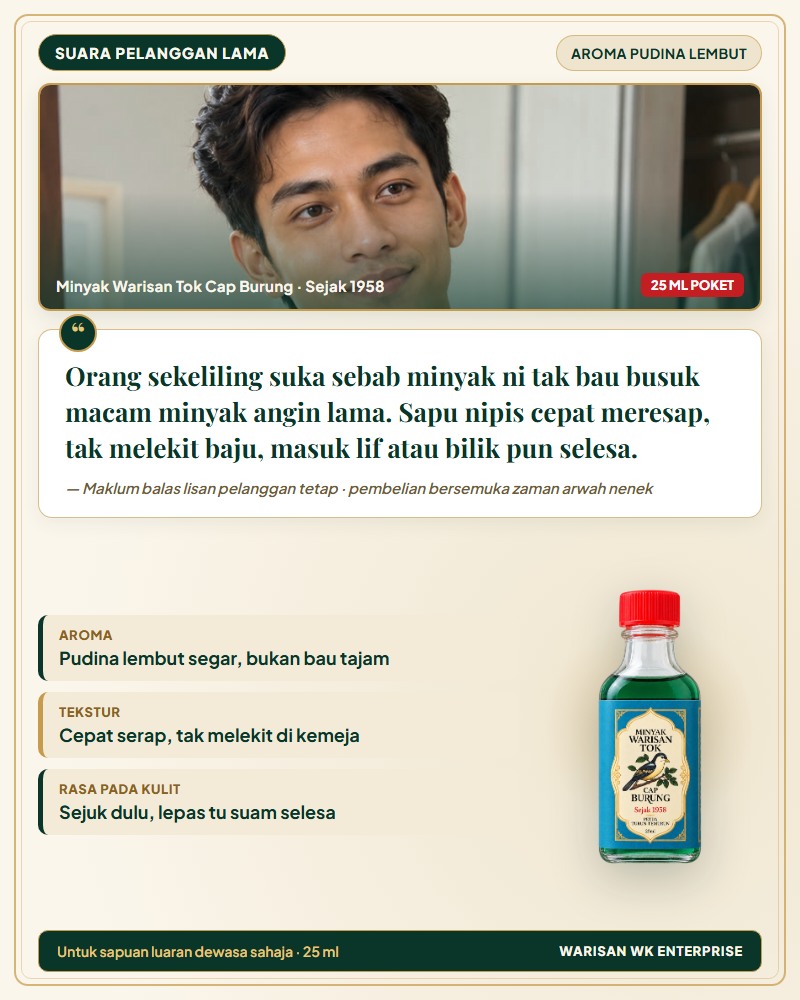 SUARA PELANGGAN LAMA
AROMA PUDINA LEMBUT
Minyak Warisan Tok Cap Burung · Sejak 1958
25 ML POKET
“
Orang sekeliling suka sebab minyak ni tak bau busuk
macam minyak angin lama. Sapu nipis cepat meresap,
tak melekit baju, masuk lif atau bilik pun selesa.
— Maklum balas lisan pelanggan tetap · pembelian bersemuka zaman arwah nenek
AROMA
Pudina lembut segar, bukan bau tajam
TEKSTUR
Cepat serap, tak melekit di kemeja
RASA PADA KULIT
Sejuk dulu, lepas tu suam selesa
MINYAK
WARISAN
TOK
CAP
BURUNG
Sejak 1958
25ml
Untuk sapuan luaran dewasa sahaja · 25 ml
WARISAN WK ENTERPRISE